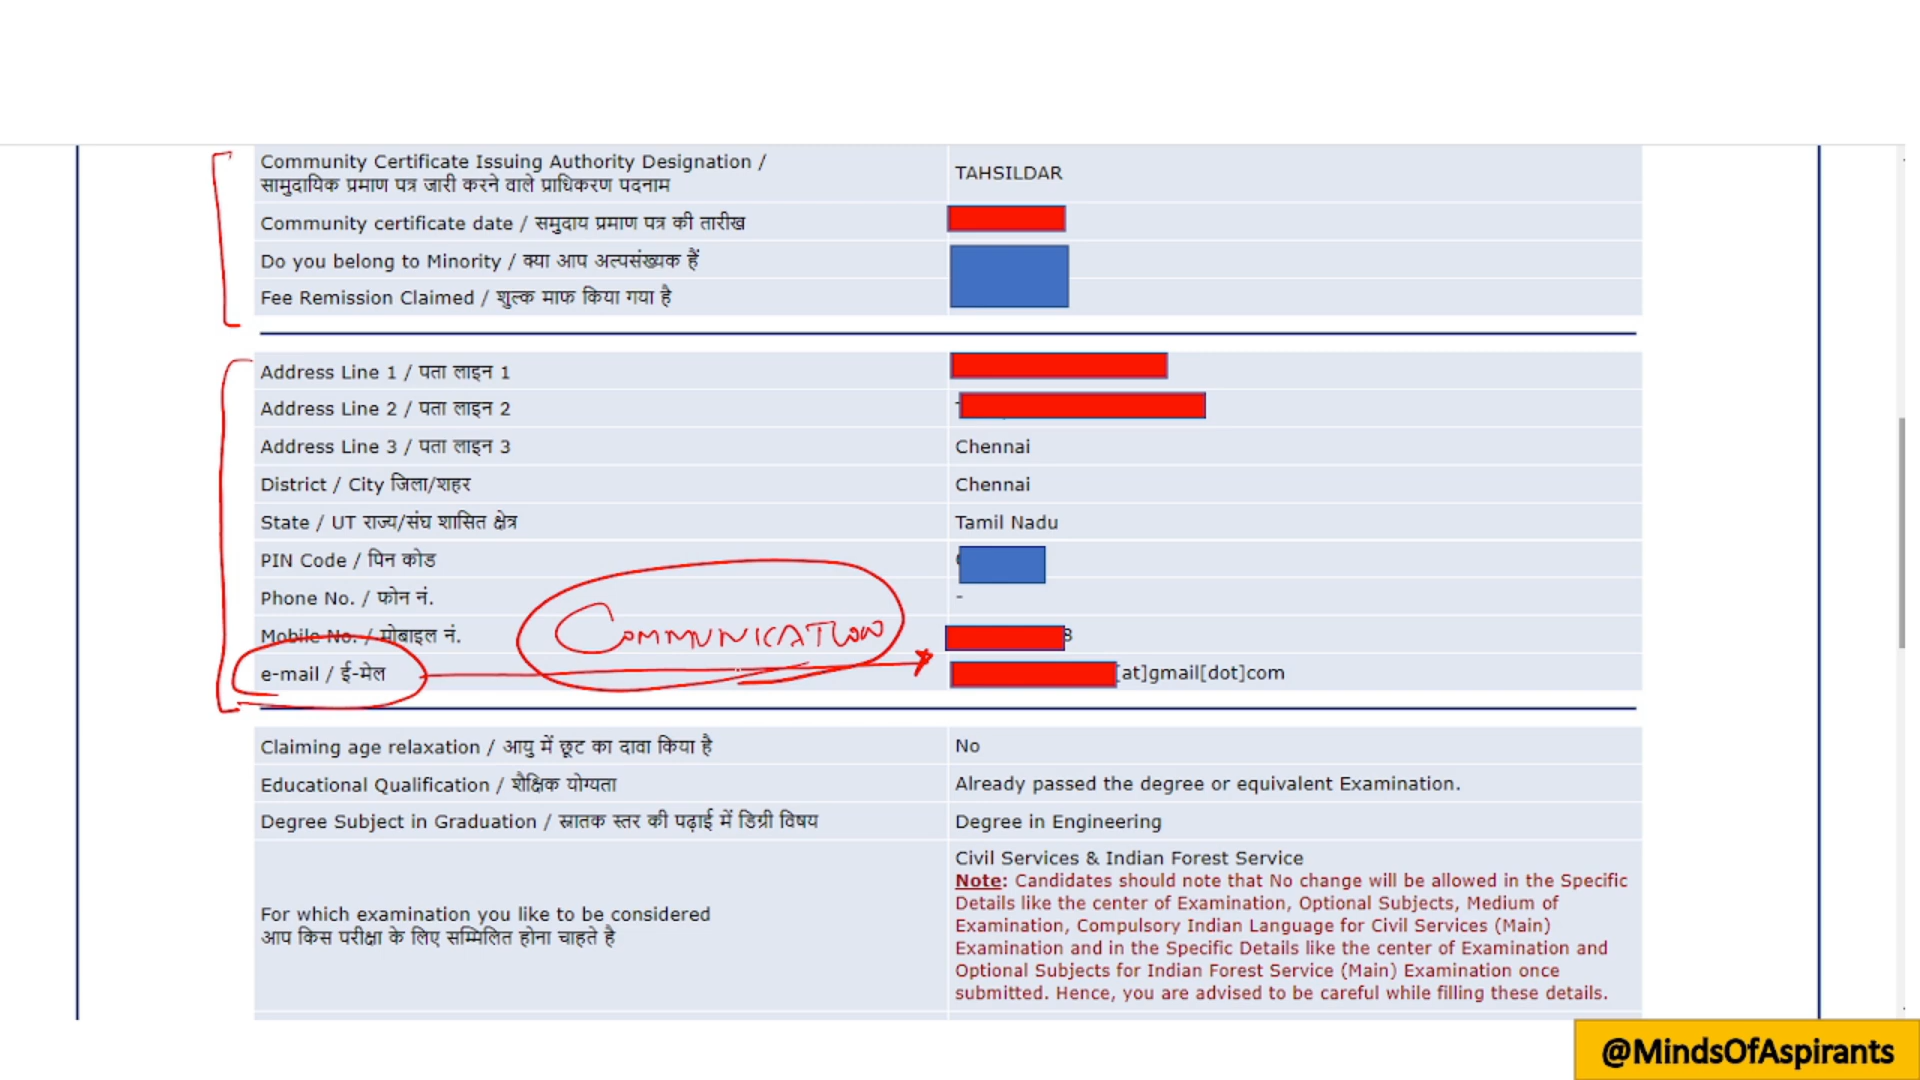 Community Certificate Issuing Authority Designation /
सामुदायिक प्रमाण पत्र जारी करने वाले प्राधिकरण पदनाम
TAHSILDAR
Community certificate date / समुदाय प्रमाण पत्र की तारीख
Do you belong to Minority / क्या आप अल्पसंख्यक हैं
Fee Remission Claimed / शुल्क माफ किया गया है
Address Line 1 / पता लाइन 1
Address Line 2 / पता लाइन 2
Address Line 3 / पता लाइन 3 Chennai
District / City जिला/शहर Chennai
State / UT राज्य/संघ शासित क्षेत्र Tamil Nadu
PIN Code / पिन कोड
Phone No. / फोन नं. -
COMMUNICATION
Mobile No. / मोबाइल नं. 8
e-mail / ई-मेल [at]gmail[dot]com
Claiming age relaxation / आयु में छूट का दावा किया है No
Educational Qualification / शैक्षिक योग्यता Already passed the degree or equivalent Examination.
Degree Subject in Graduation / स्नातक स्तर की पढ़ाई में डिग्री विषय Degree in Engineering
For which examination you like to be considered
आप किस परीक्षा के लिए सम्मिलित होना चाहते है
Civil Services & Indian Forest Service
Note: Candidates should note that No change will be allowed in the Specific
Details like the center of Examination, Optional Subjects, Medium of
Examination, Compulsory Indian Language for Civil Services (Main)
Examination and in the Specific Details like the center of Examination and
Optional Subjects for Indian Forest Service (Main) Examination once
submitted. Hence, you are advised to be careful while filling these details.
@MindsOfAspirants